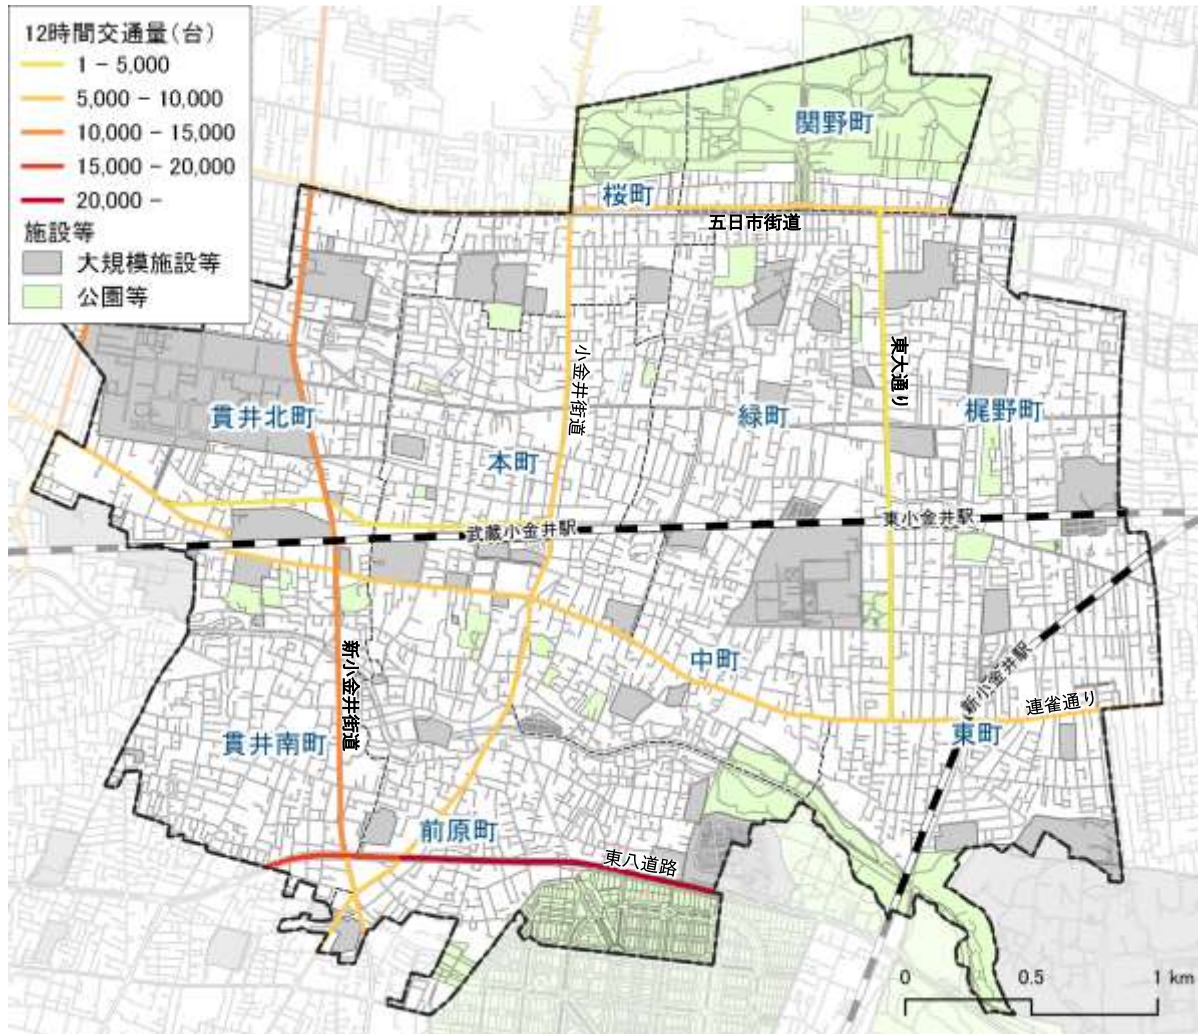 12時間交通量(台)
1 - 5,000
5,000 - 10,000
10,000 - 15,000
15,000 - 20,000
20,000 -
施設等
大規模施設等
公園等
関野町
桜町
五日市街道
小金井街道
東大通り
貫井北町
緑町
梶野町
本町
武蔵小金井駅
東小金井駅
新小金井街道
中町
新小金井駅
連雀通り
東町
貫井南町
前原町
東八道路
0 0.5 1 km